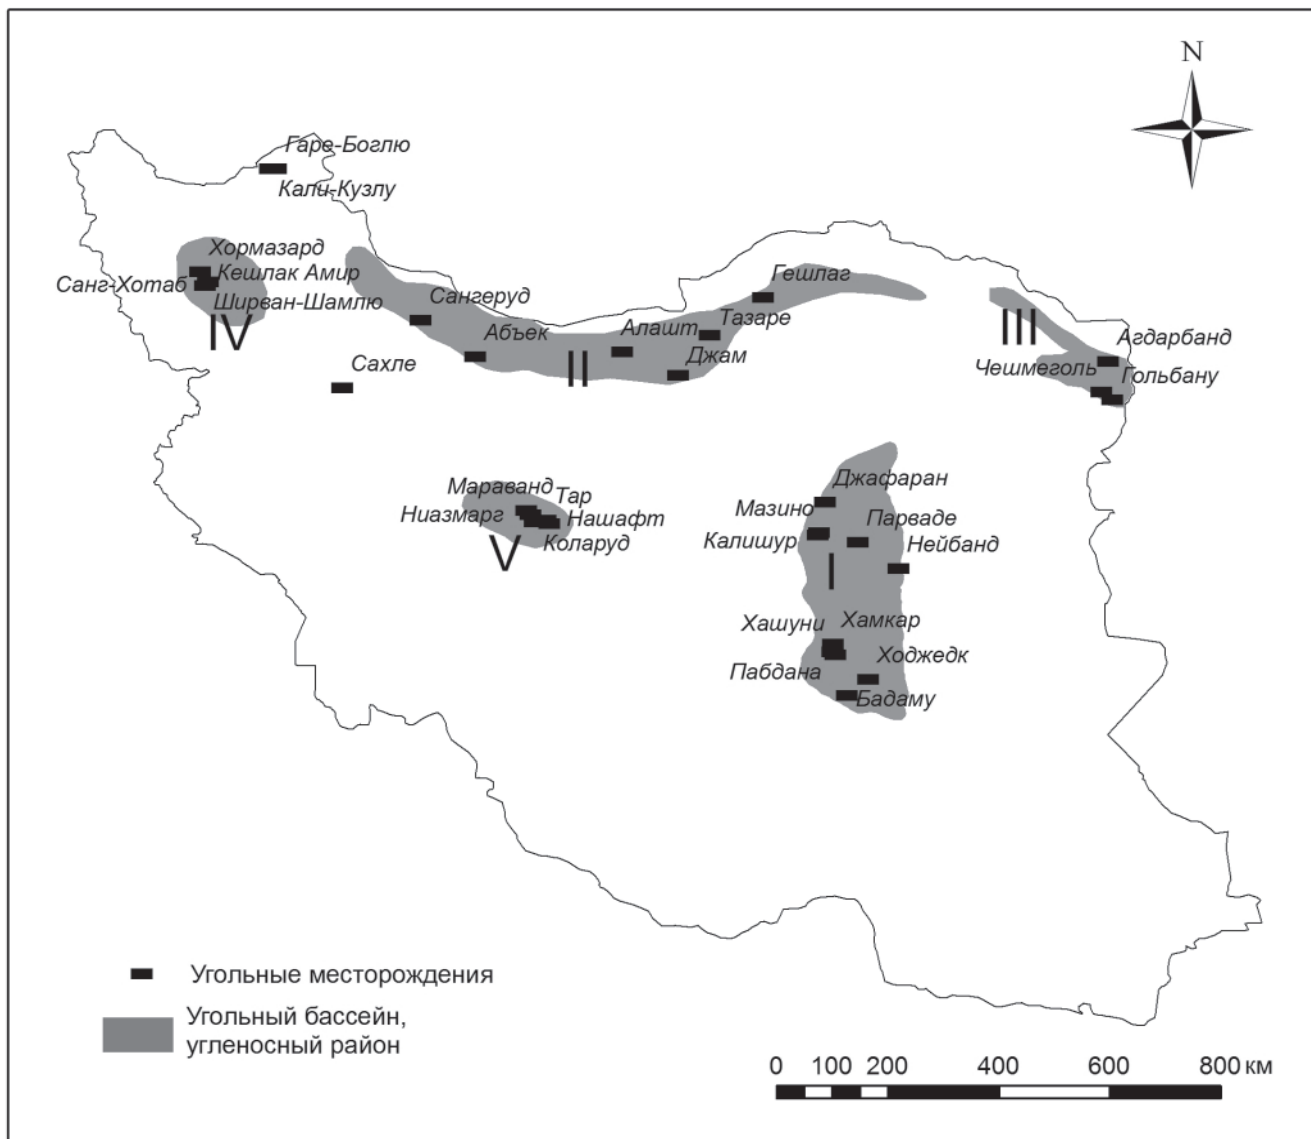 N
Гаре-Боглю
Кали-Кузлу
Хормазард
Кешлак Амир
Санг-Хотаб
Ширван-Шамлю
IV
Сангеруд
Абъек
Алашт
Тазаре
Гешлаг
Джам
II
Сахле
III
Агдарбанд
Чешмеголь
Гольбану
Мараванд
Тар
Ниазмарг
Нашафт
Коларуд
V
Джафаран
Мазино
Парваде
Калишур
Нейбанд
I
Хашуни
Хамкар
Ходжедк
Пабдана
Бадаму
Угольные месторождения
Угольный бассейн,
угленосный район
0 100 200 400 600 800 км